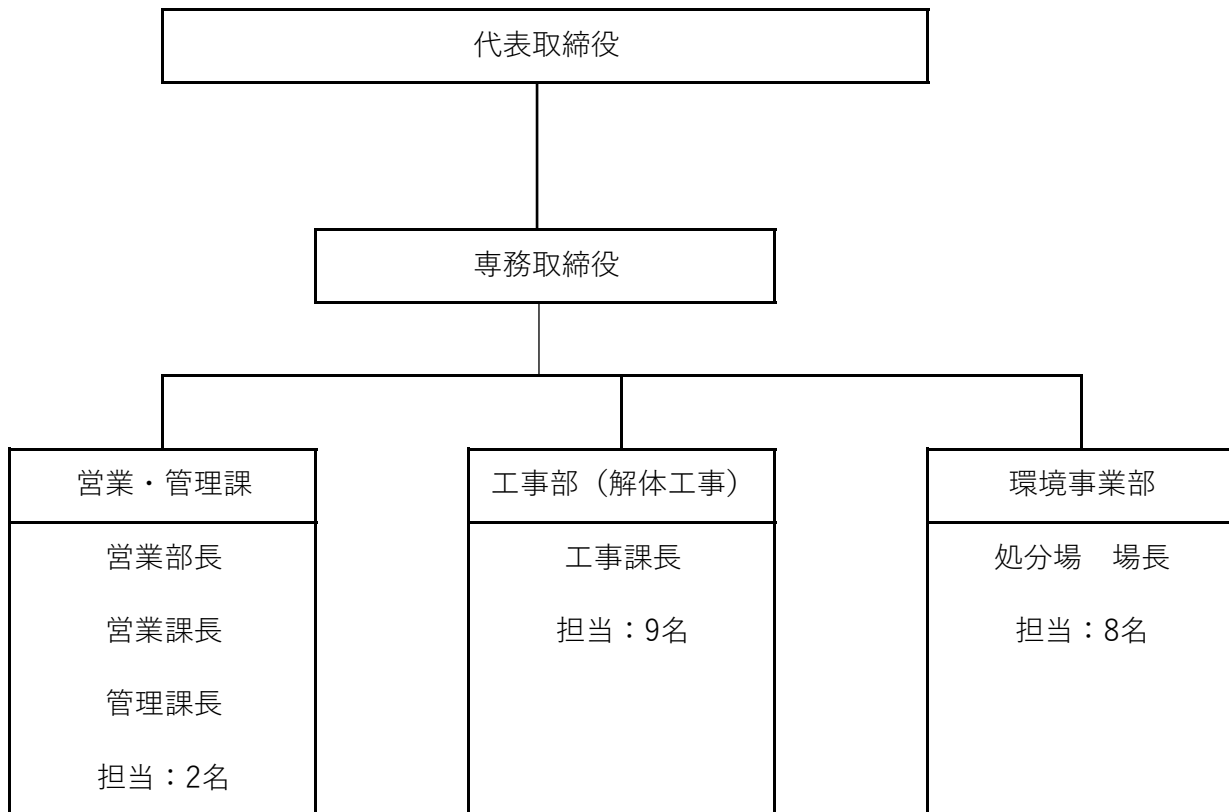 代表取締役
専務取締役
営業・管理課
営業部長
営業課長
管理課長
担当：2名
工事部（解体工事）
工事課長
担当：9名
環境事業部
処分場　場長
担当：8名